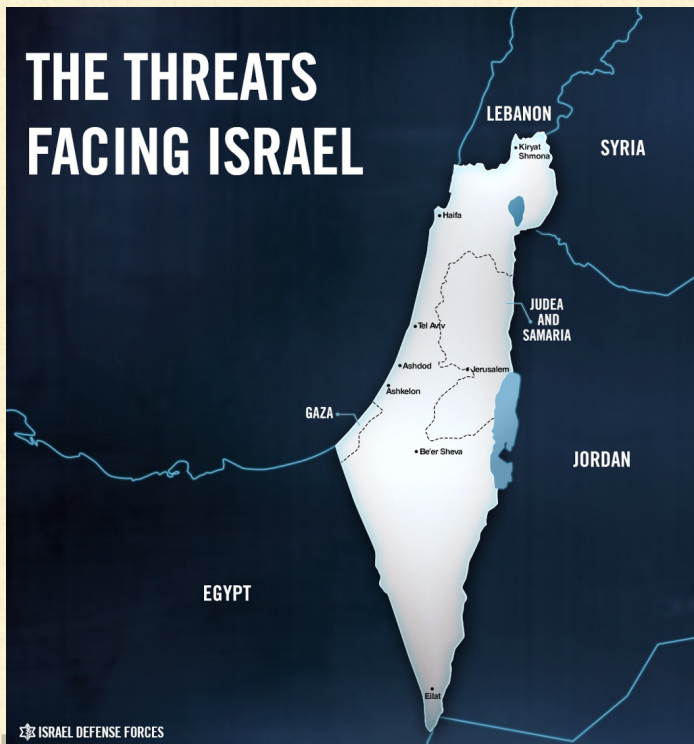 THE THREATS
FACING ISRAEL
LEBANON
SYRIA
Kiryat
Shmona
Haifa
JUDEA
AND
SAMARIA
Tel Aviv
Ashdod
Jerusalem
Ashkelon
GAZA
Be'er Sheva
JORDAN
EGYPT
Eilat
ISRAEL DEFENSE FORCES